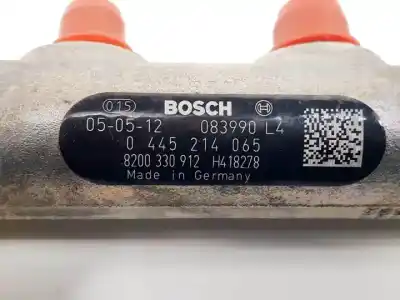 015 BOSCH
05-05-12 083990 L4
0 445 214 065
8200 330 912 H418278
Made in Germany